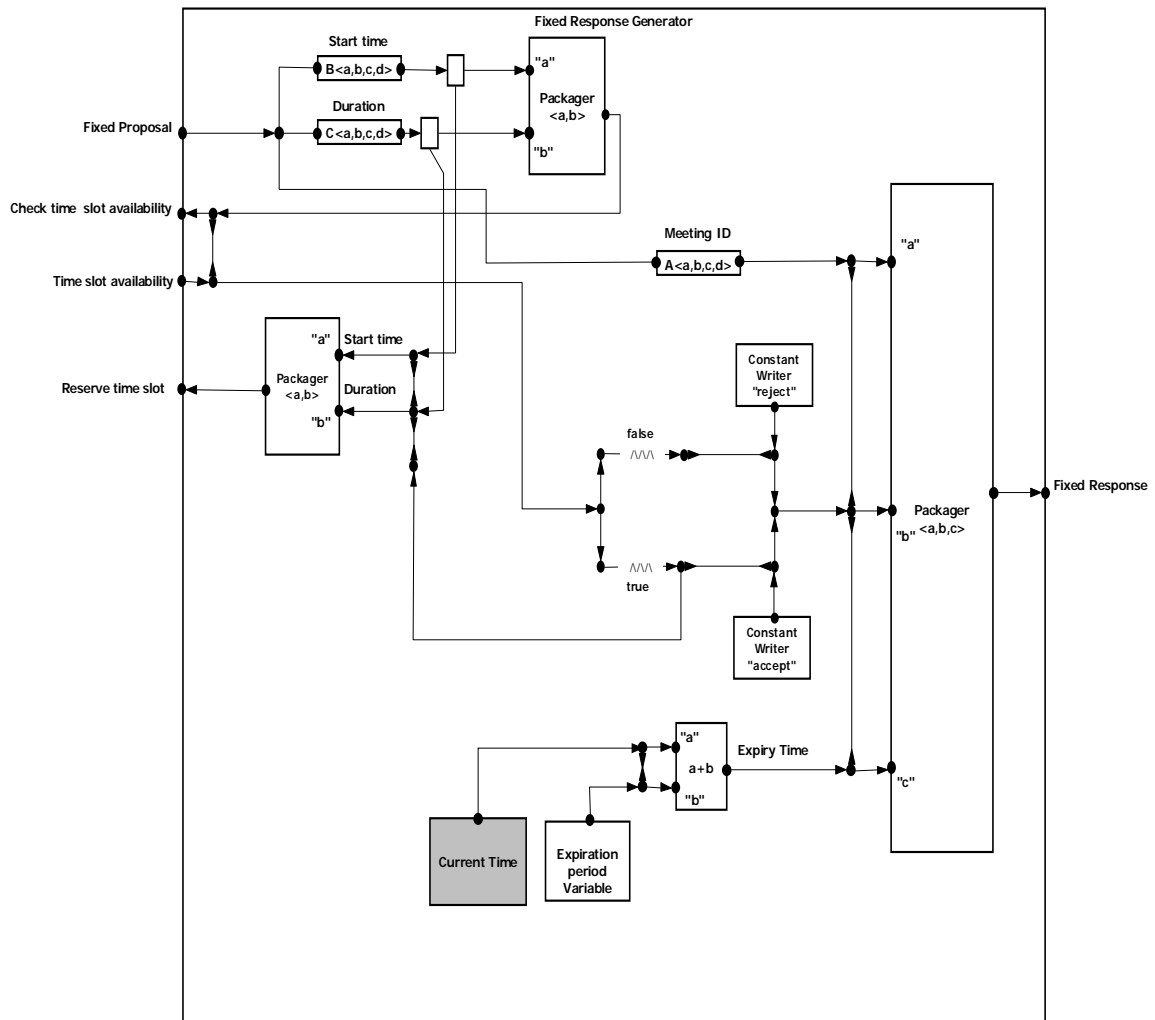 Fixed Response Generator
Start time
B<a,b,c,d>
"a"
Packager
<a,b>
"b"
Duration
C<a,b,c,d>
Fixed Proposal
Check time slot availability
Meeting ID
A<a,b,c,d>
"a"
Time slot availability
"a"
Start time
Packager
<a,b>
Duration
"b"
Reserve time slot
Constant
Writer
"reject"
false
true
Constant
Writer
"accept"
Packager
<a,b,c>
"b"
Fixed Response
"a"
a+b
"b"
Expiry Time
"c"
Current Time
Expiration
period
Variable